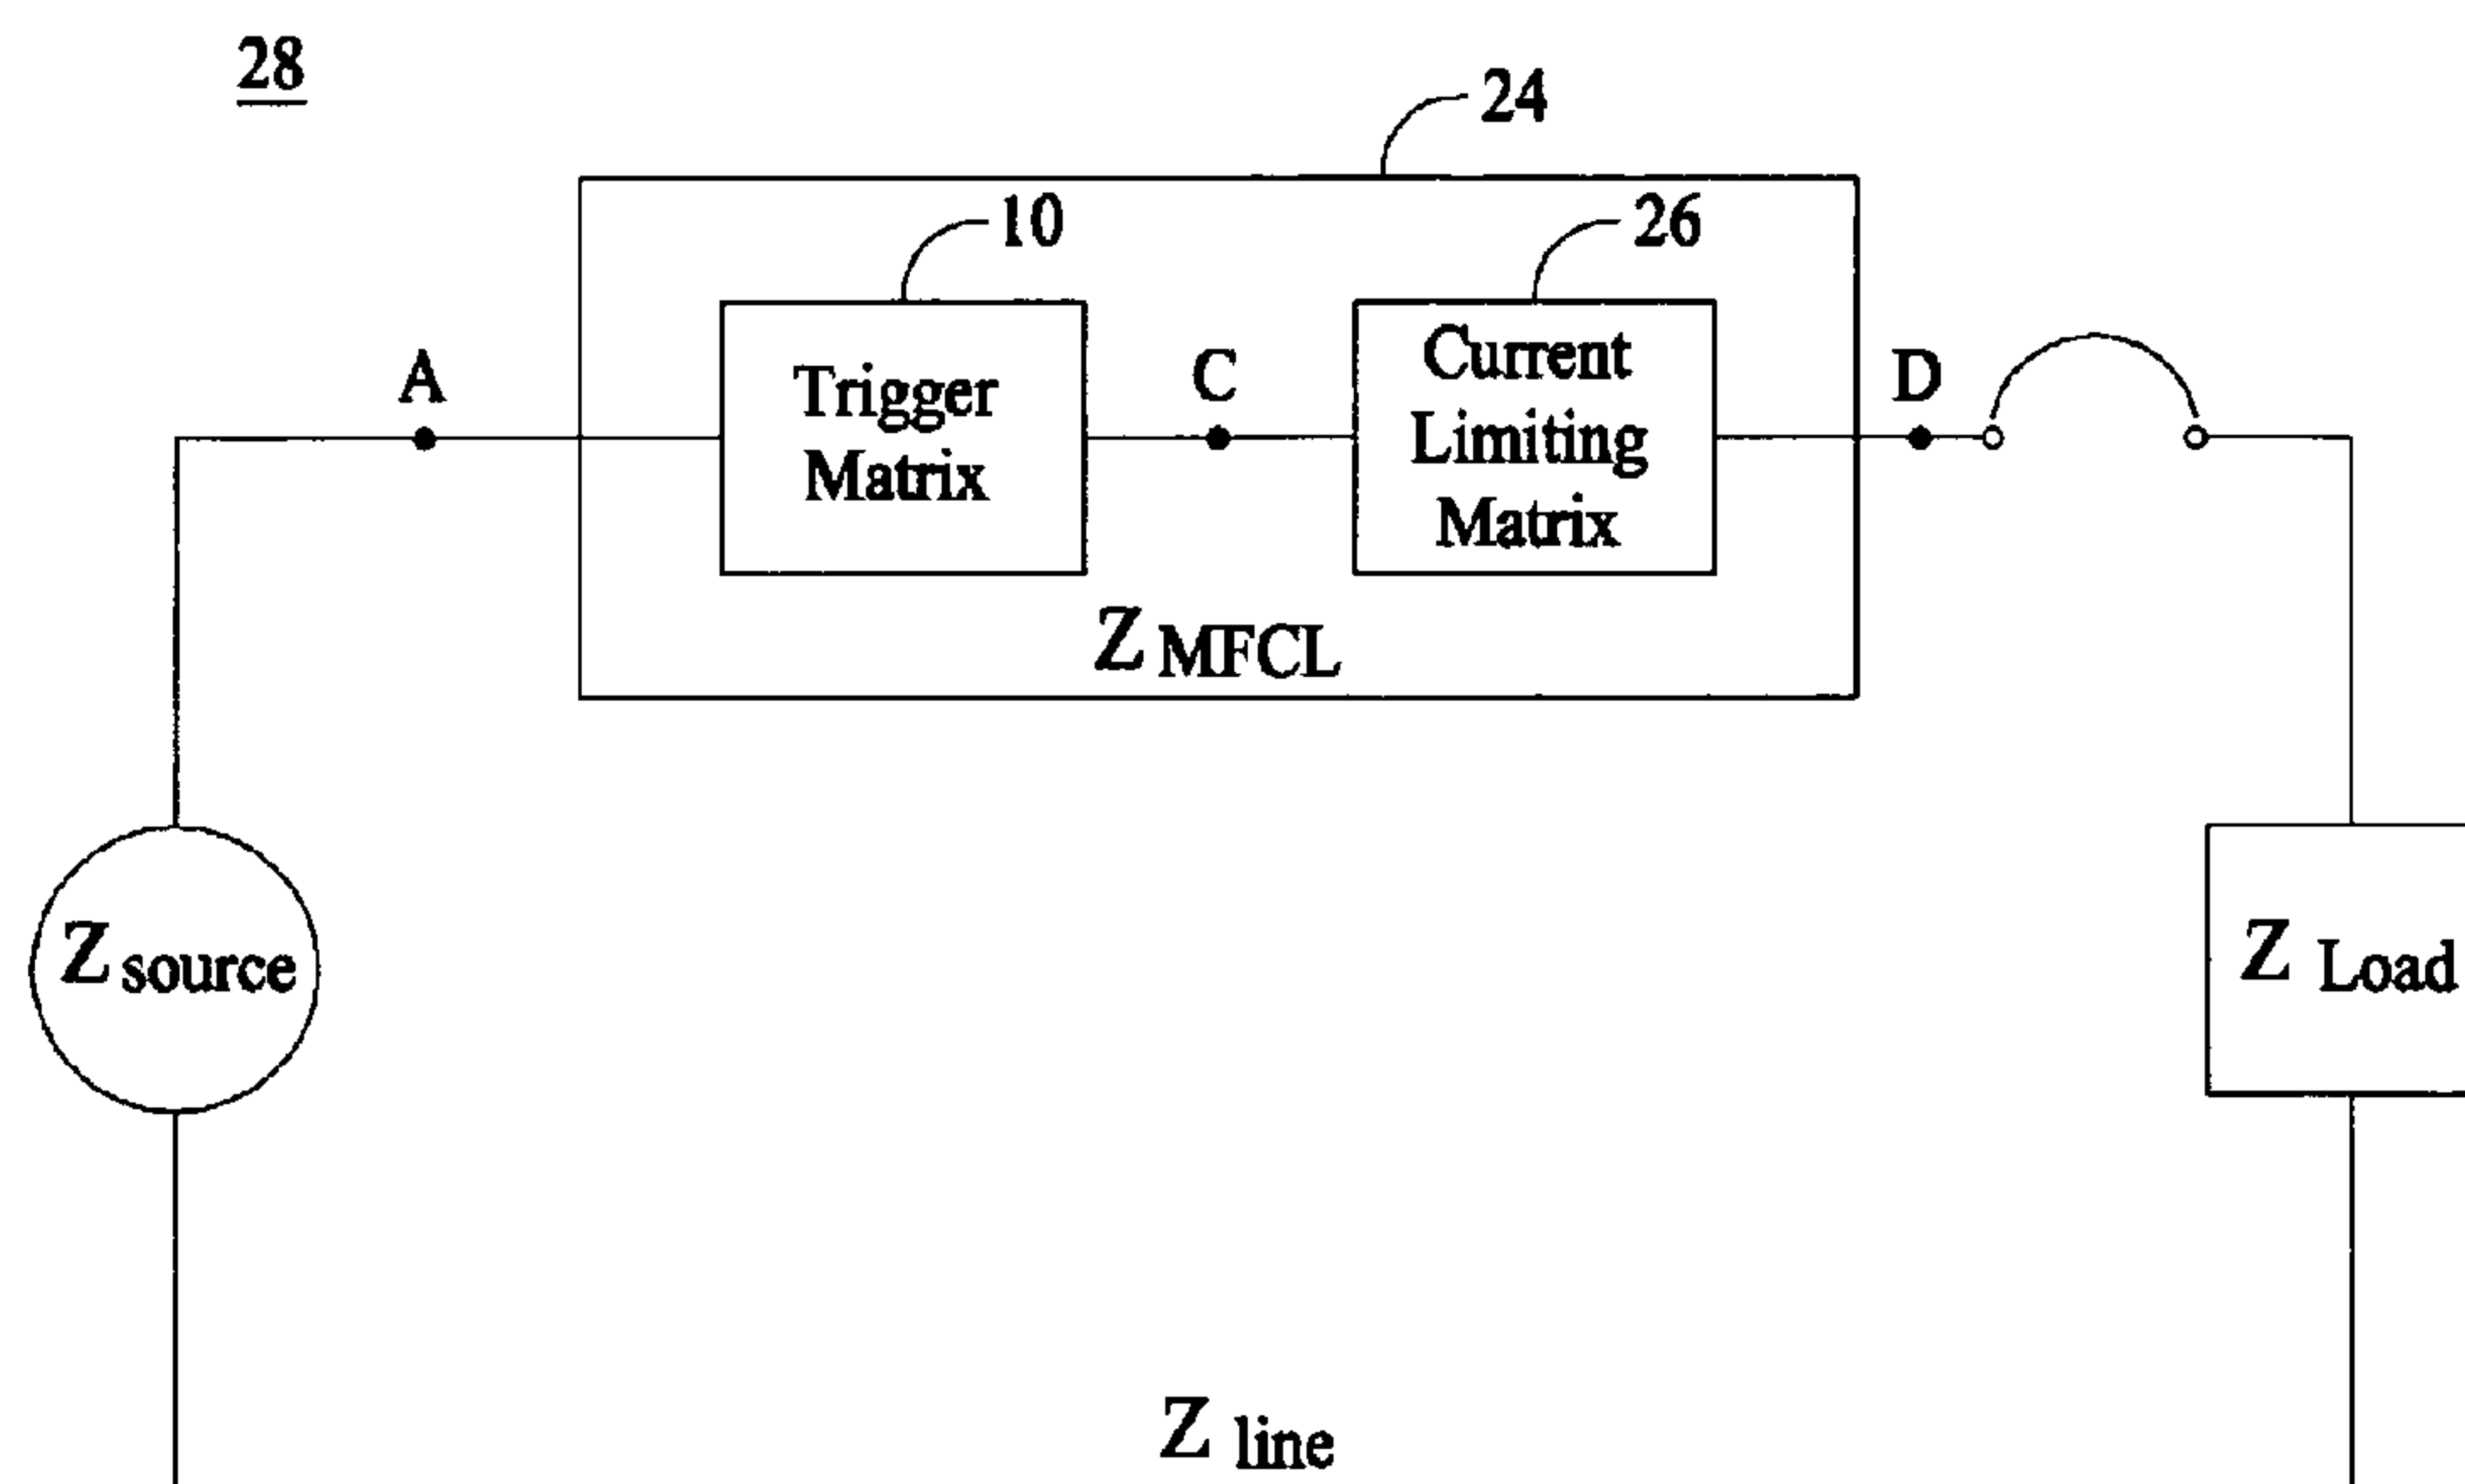 28
24
10
26
A
Trigger
Matrix
C
Current
Limiting
Matrix
D
Z MFCL
Z source
Z Load
Z line